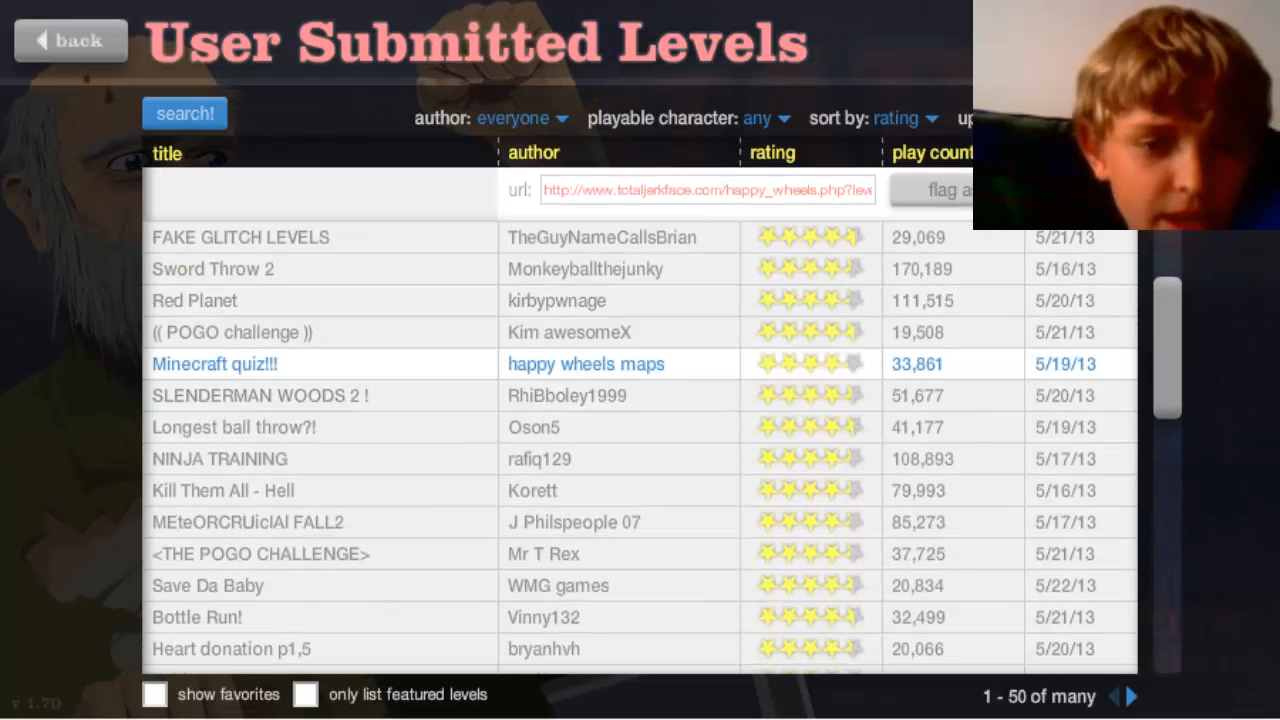 back
User Submitted Levels
search!
author: everyone playable character: any sort by: rating up
title author rating play count
url: http://www.totaljerkface.com/happy_wheels.php?leve flag as
FAKE GLITCH LEVELS TheGuyNameCallsBrian 29,069 5/21/13
Sword Throw 2 Monkeyballthejunky 170,189 5/16/13
Red Planet kirbypwnage 111,515 5/20/13
(( POGO challenge )) Kim awesomeX 19,508 5/21/13
Minecraft quiz!!! happy wheels maps 33,861 5/19/13
SLENDERMAN WOODS 2 ! RhiBboley1999 51,677 5/20/13
Longest ball throw?! Oson5 41,177 5/19/13
NINJA TRAINING rafiq129 108,893 5/17/13
Kill Them All - Hell Korett 79,993 5/16/13
MEteORCRUicIAl FALL2 J Philspeople 07 85,273 5/17/13
<THE POGO CHALLENGE> Mr T Rex 37,725 5/21/13
Save Da Baby WMG games 20,834 5/22/13
Bottle Run! Vinny132 32,499 5/21/13
Heart donation p1,5 bryanhvh 20,066 5/20/13
show favorites only list featured levels 1 - 50 of many
v 1.70